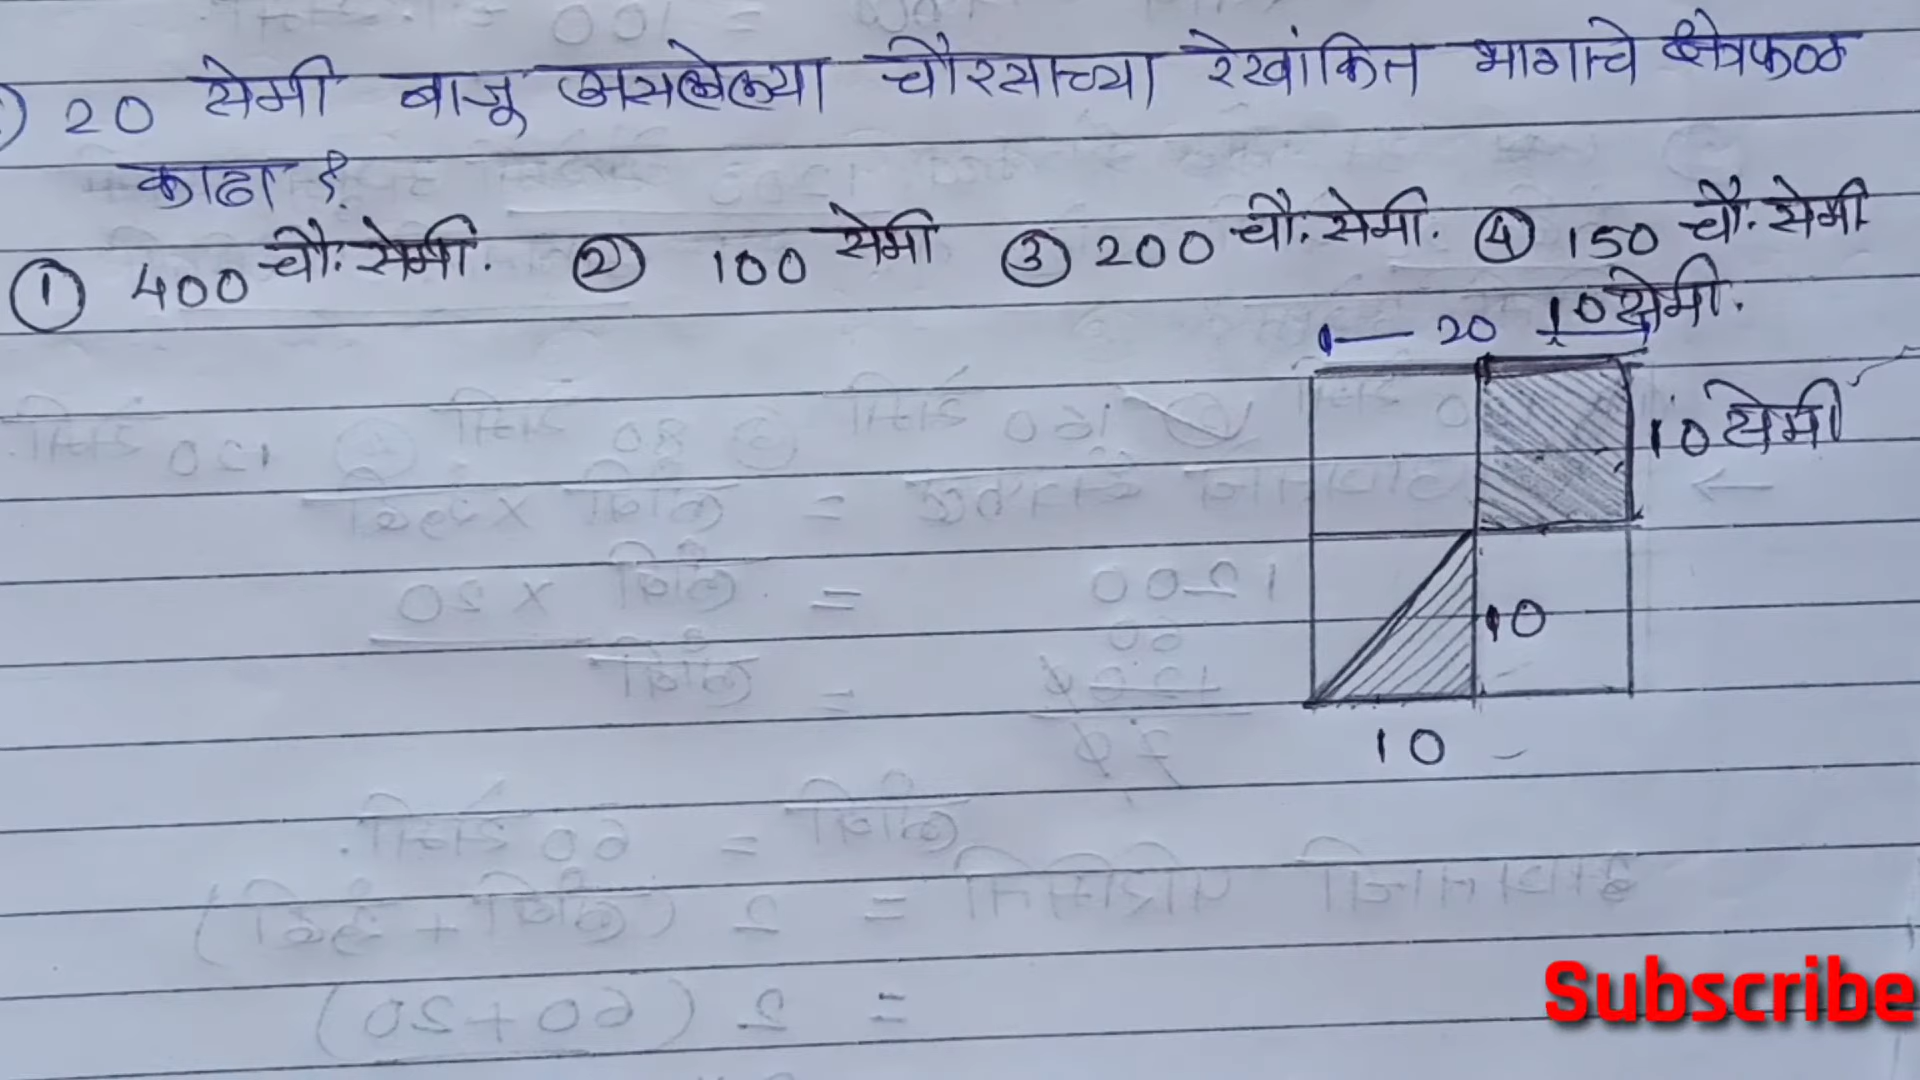 20 सेमी बाजू असलेल्या चौरसाच्या रेखांकित भागाचे क्षेत्रफळ
काढा ?
① 400 चौ. सेमी. ② 100 सेमी ③ 200 चौ. सेमी. ④ 150 चौ. सेमी
20 10 सेमी.
10 सेमी
10
10
Subscribe